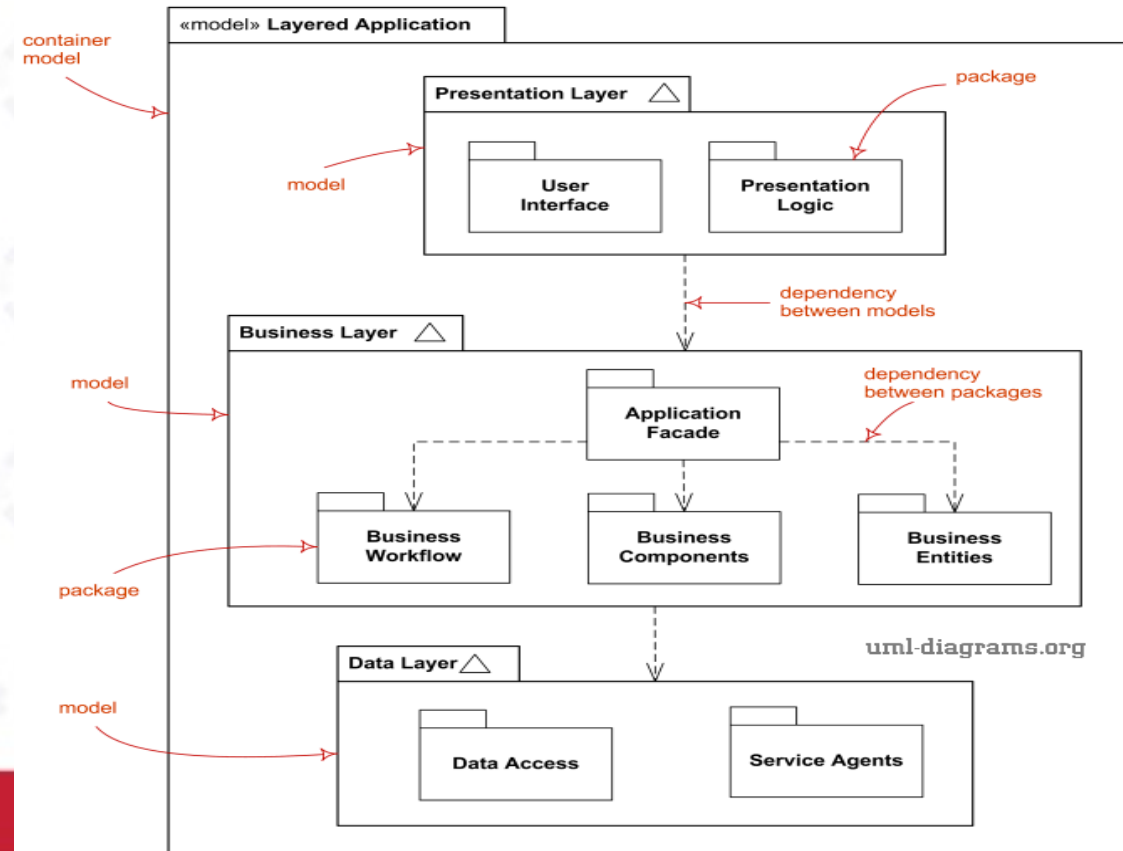 «model» Layered Application
container
model
Presentation Layer
package
model
User
Interface
Presentation
Logic
dependency
between models
Business Layer
model
dependency
between packages
Application
Facade
Business
Workflow
Business
Components
Business
Entities
package
uml-diagrams.org
Data Layer
model
Data Access
Service Agents